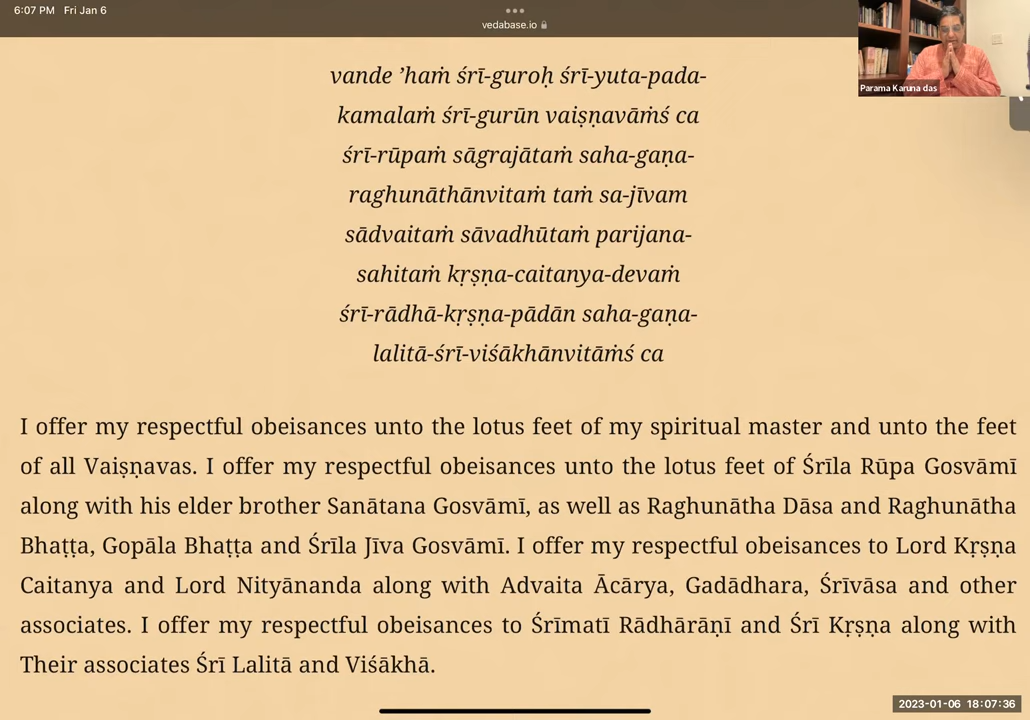 6:07 PM Fri Jan 6
vedabase.io
Parama Karuna das
vande ’haṁ śrī-guroḥ śrī-yuta-pada-
kamalaṁ śrī-gurūn vaiṣṇavāṁś ca
śrī-rūpaṁ sāgrajātaṁ saha-gaṇa-
raghunāthānvitaṁ taṁ sa-jīvam
sādvaitaṁ sāvadhūtaṁ parijana-
sahitaṁ kṛṣṇa-caitanya-devaṁ
śrī-rādhā-kṛṣṇa-pādān saha-gaṇa-
lalitā-śrī-viśākhānvitāṁś ca
I offer my respectful obeisances unto the lotus feet of my spiritual master and unto the feet
of all Vaiṣṇavas. I offer my respectful obeisances unto the lotus feet of Śrīla Rūpa Gosvāmī
along with his elder brother Sanātana Gosvāmī, as well as Raghunātha Dāsa and Raghunātha
Bhaṭṭa, Gopāla Bhaṭṭa and Śrīla Jīva Gosvāmī. I offer my respectful obeisances to Lord Kṛṣṇa
Caitanya and Lord Nityānanda along with Advaita Ācārya, Gadādhara, Śrīvāsa and other
associates. I offer my respectful obeisances to Śrīmatī Rādhārāṇī and Śrī Kṛṣṇa along with
Their associates Śrī Lalitā and Viśākhā.
2023-01-06 18:07:36